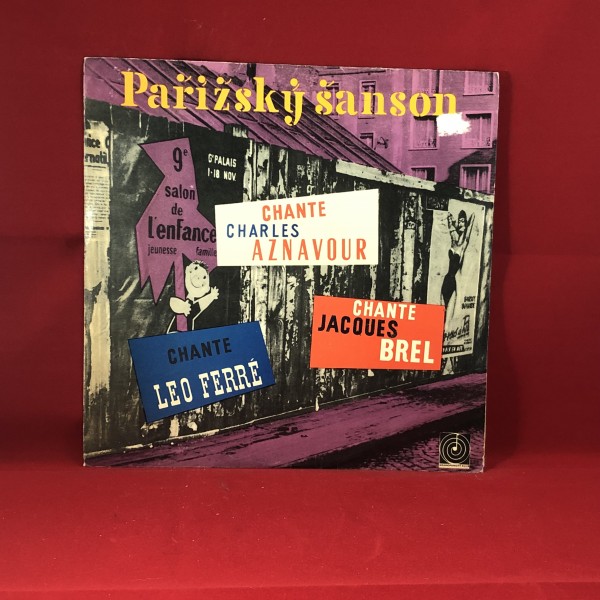 Pařížský šanson
9e
salon
de
l'enfance
jeunesse famille
Gd PALAIS
1-18 NOV
CHANTE
CHARLES
AZNAVOUR
CHANTE
JACQUES
BREL
CHANTE
LEO FERRÉ